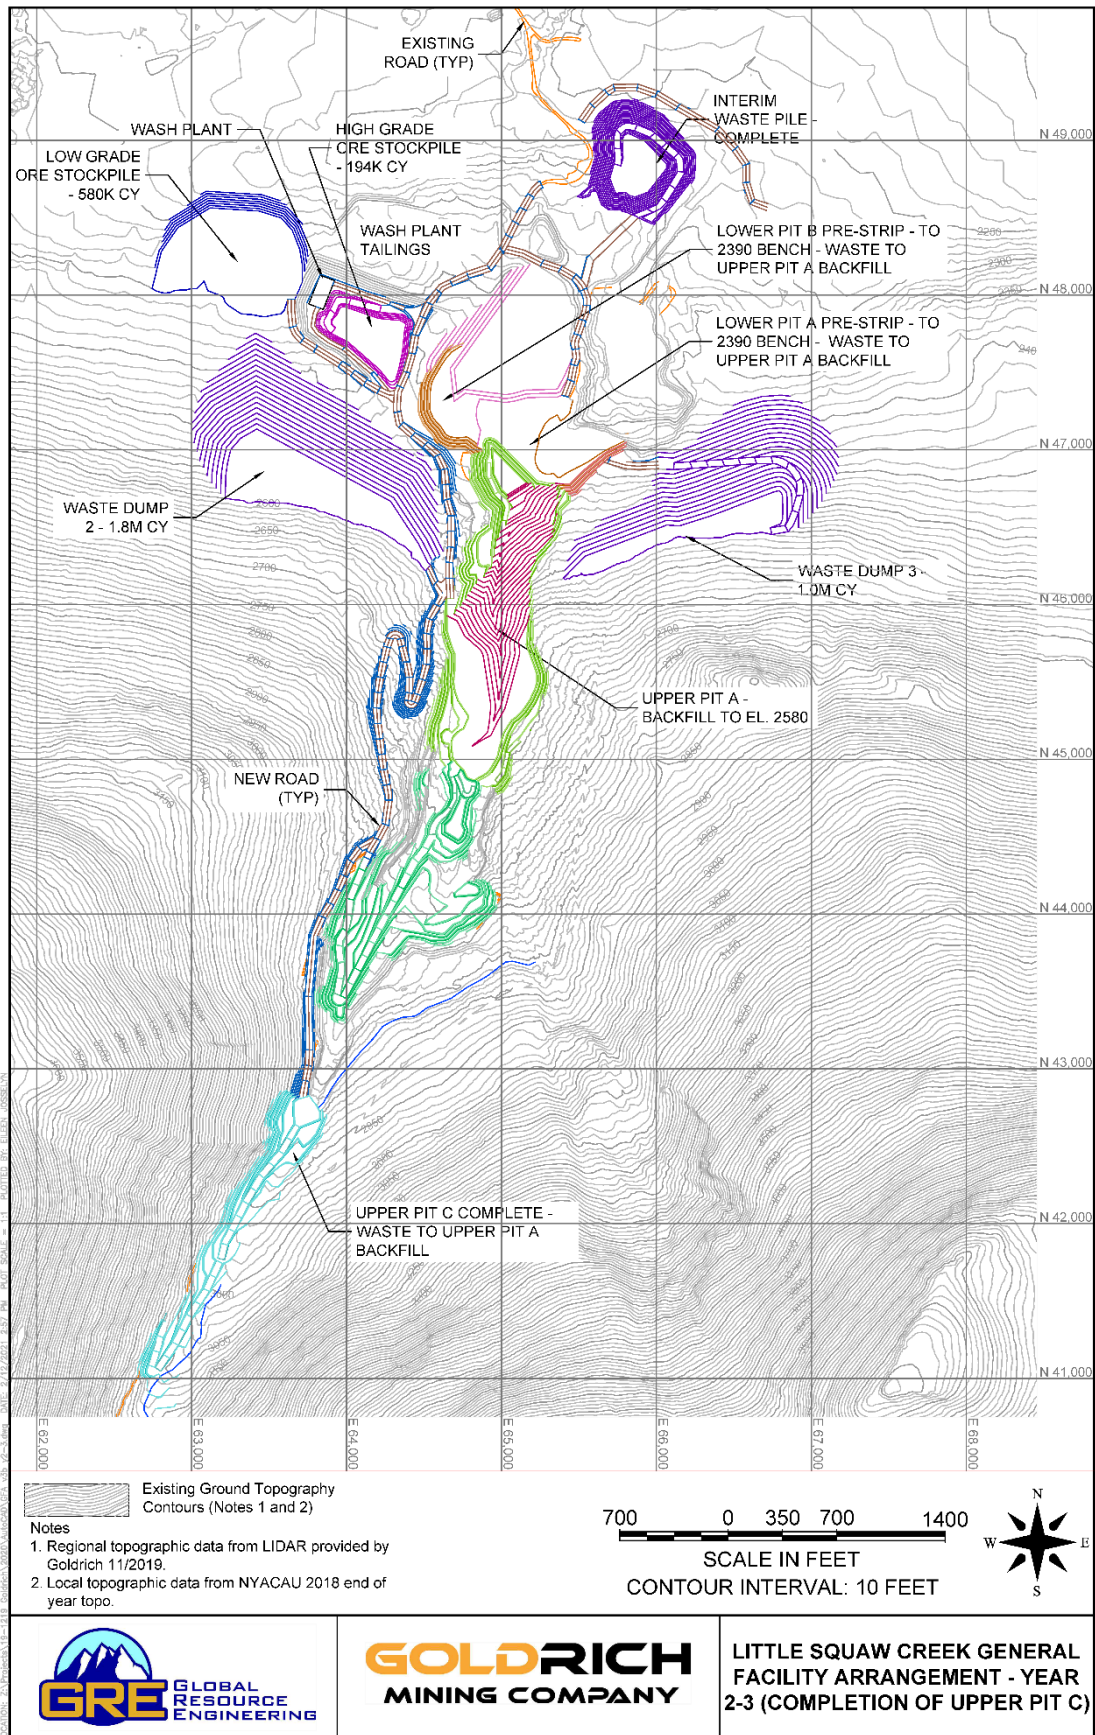 EXISTING
ROAD (TYP)
INTERIM
WASTE PILE -
COMPLETE
N 49,000
WASH PLANT
HIGH GRADE
ORE STOCKPILE
- 194K CY
LOW GRADE
ORE STOCKPILE
- 580K CY
WASH PLANT
TAILINGS
LOWER PIT B PRE-STRIP - TO
2390 BENCH - WASTE TO
UPPER PIT A BACKFILL
2250
2300
N 48,000
LOWER PIT A PRE-STRIP - TO
2390 BENCH - WASTE TO
UPPER PIT A BACKFILL
N 47,000
WASTE DUMP
2 - 1.8M CY
2600
2650
2700
2750
2800
2850
WASTE DUMP 3 -
1.0M CY
N 46,000
UPPER PIT A -
BACKFILL TO EL. 2580
N 45,000
NEW ROAD
(TYP)
N 44,000
N 43,000
N 42,000
UPPER PIT C COMPLETE -
WASTE TO UPPER PIT A
BACKFILL
N 41,000
E 62,000
E 63,000
E 64,000
E 65,000
E 66,000
E 67,000
E 68,000
Existing Ground Topography
Contours (Notes 1 and 2)
Notes
1. Regional topographic data from LIDAR provided by
Goldrich 11/2019.
2. Local topographic data from NYACAU 2018 end of
year topo.
700 0 350 700 1400
SCALE IN FEET
CONTOUR INTERVAL: 10 FEET
N
W E
S
GRE GLOBAL
RESOURCE
ENGINEERING
GOLDRICH
MINING COMPANY
LITTLE SQUAW CREEK GENERAL
FACILITY ARRANGEMENT - YEAR
2-3 (COMPLETION OF UPPER PIT C)